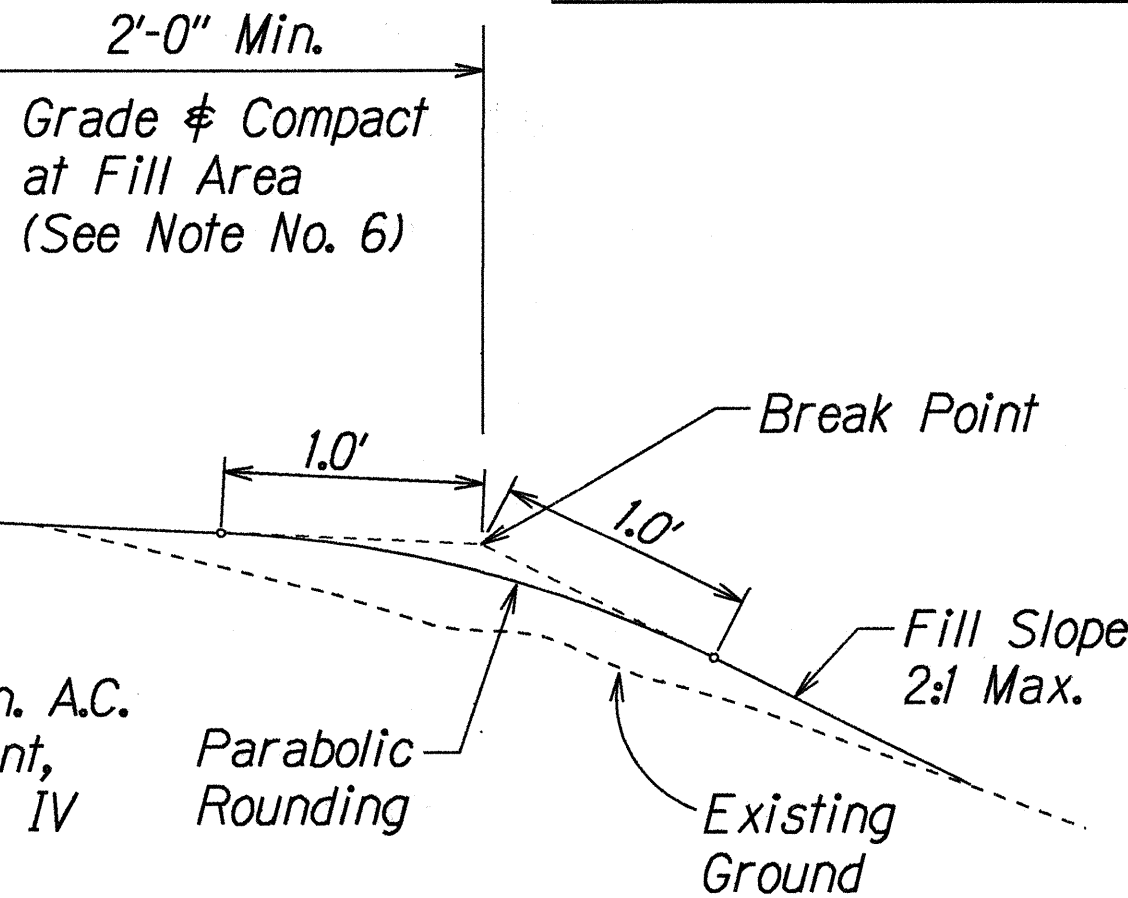 2'-0" Min.
Grade & Compact
at Fill Area
(See Note No. 6)
Break Point
1.0'
1.0'
Fill Slope
2:1 Max.
A.C.
IV
Parabolic
Rounding
Existing
Ground